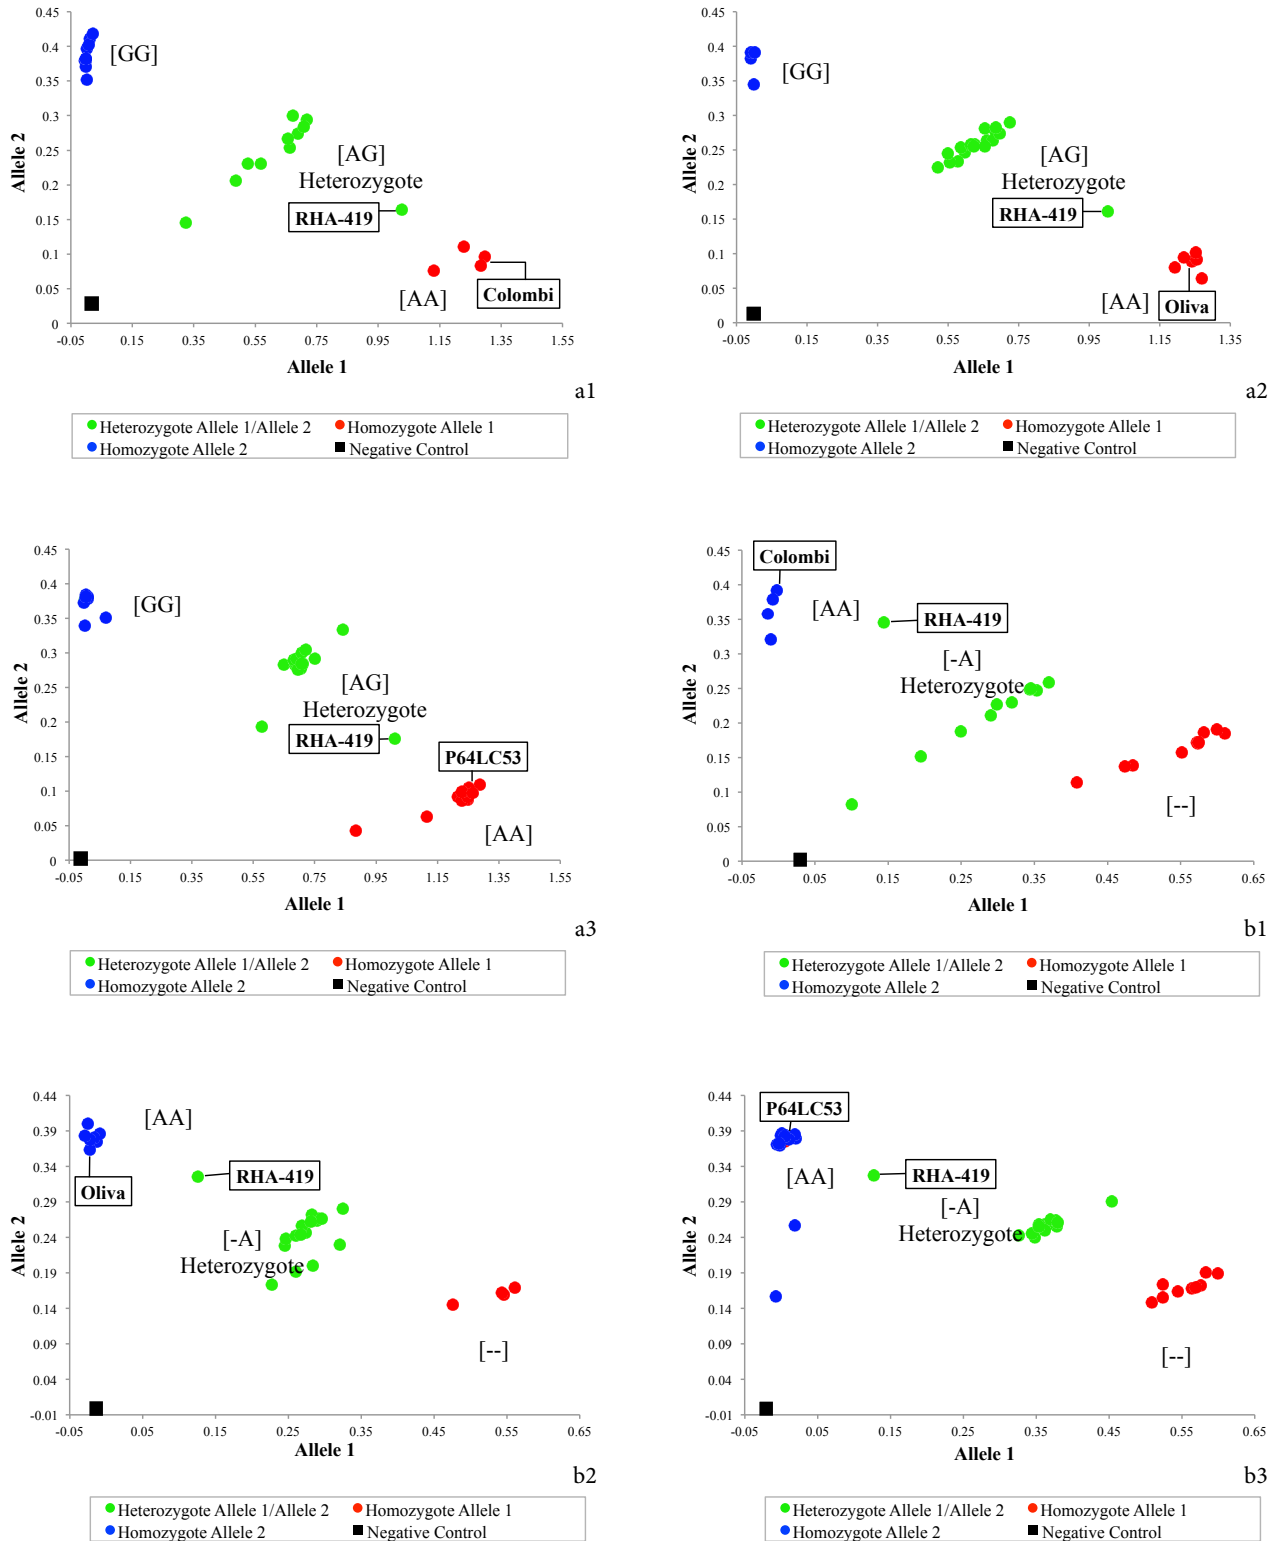 0.45
0.4
0.35
0.3
0.25
0.2
0.15
0.1
0.05
0
Allele 2
[GG]
[AG]
Heterozygote
RHA-419
[AA]
Colombi
-0.05 0.15 0.35 0.55 0.75 0.95 1.15 1.35 1.55
Allele 1
a1
Heterozygote Allele 1/Allele 2 Homozygote Allele 1
Homozygote Allele 2 Negative Control
0.45
0.4
0.35
0.3
0.25
0.2
0.15
0.1
0.05
0
Allele 2
[GG]
[AG]
Heterozygote
RHA-419
[AA]
Oliva
-0.05 0.15 0.35 0.55 0.75 0.95 1.15 1.35
Allele 1
a2
Heterozygote Allele 1/Allele 2 Homozygote Allele 1
Homozygote Allele 2 Negative Control
0.45
0.4
0.35
0.3
0.25
0.2
0.15
0.1
0.05
0
Allele 2
[GG]
[AG]
Heterozygote
RHA-419
P64LC53
[AA]
-0.05 0.15 0.35 0.55 0.75 0.95 1.15 1.35 1.55
Allele 1
a3
Heterozygote Allele 1/Allele 2 Homozygote Allele 1
Homozygote Allele 2 Negative Control
0.45
0.4
0.35
0.3
0.25
0.2
0.15
0.1
0.05
0
Allele 2
Colombi
[AA]
RHA-419
[-A]
Heterozygote
[--]
-0.05 0.05 0.15 0.25 0.35 0.45 0.55 0.65
Allele 1
b1
Heterozygote Allele 1/Allele 2 Homozygote Allele 1
Homozygote Allele 2 Negative Control
0.44
0.39
0.34
0.29
0.24
0.19
0.14
0.09
0.04
-0.01
Allele 2
[AA]
Oliva
RHA-419
[-A]
Heterozygote
[--]
-0.05 0.05 0.15 0.25 0.35 0.45 0.55 0.65
Allele 1
b2
Heterozygote Allele 1/Allele 2 Homozygote Allele 1
Homozygote Allele 2 Negative Control
0.44
0.39
0.34
0.29
0.24
0.19
0.14
0.09
0.04
-0.01
Allele 2
P64LC53
[AA]
RHA-419
[-A]
Heterozygote
[--]
-0.05 0.05 0.15 0.25 0.35 0.45 0.55 0.65
Allele 1
b3
Heterozygote Allele 1/Allele 2 Homozygote Allele 1
Homozygote Allele 2 Negative Control